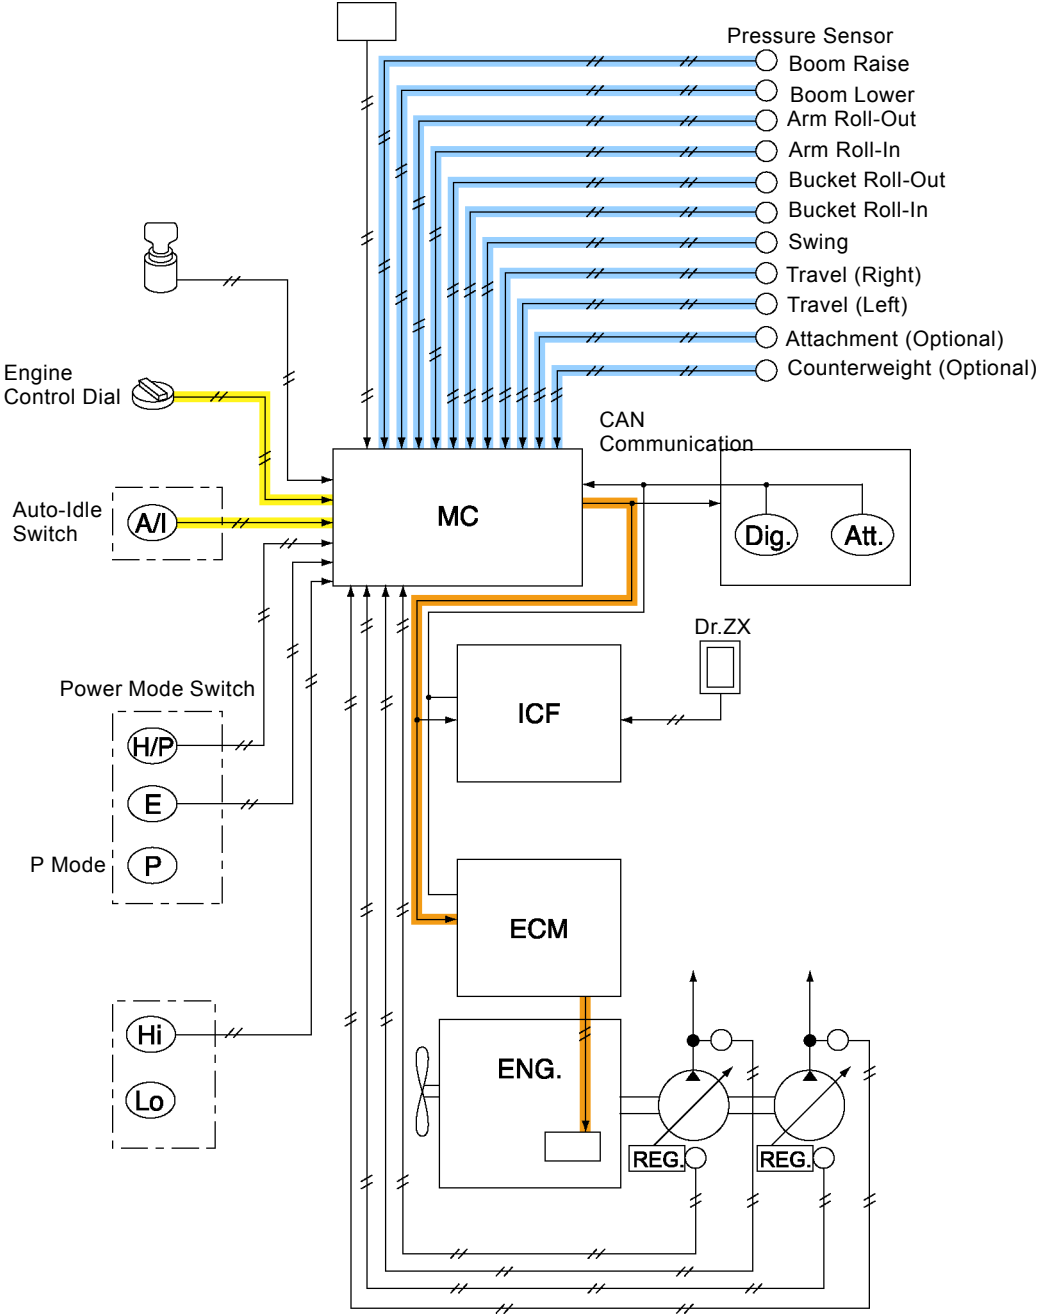 Pressure Sensor
Boom Raise
Boom Lower
Arm Roll-Out
Arm Roll-In
Bucket Roll-Out
Bucket Roll-In
Swing
Travel (Right)
Travel (Left)
Attachment (Optional)
Counterweight (Optional)
Engine
Control Dial
CAN
Communication
Auto-Idle
Switch
A/I
MC
Dig.
Att.
Dr.ZX
Power Mode Switch
ICF
H/P
E
P Mode
P
ECM
Hi
ENG.
Lo
REG.
REG.